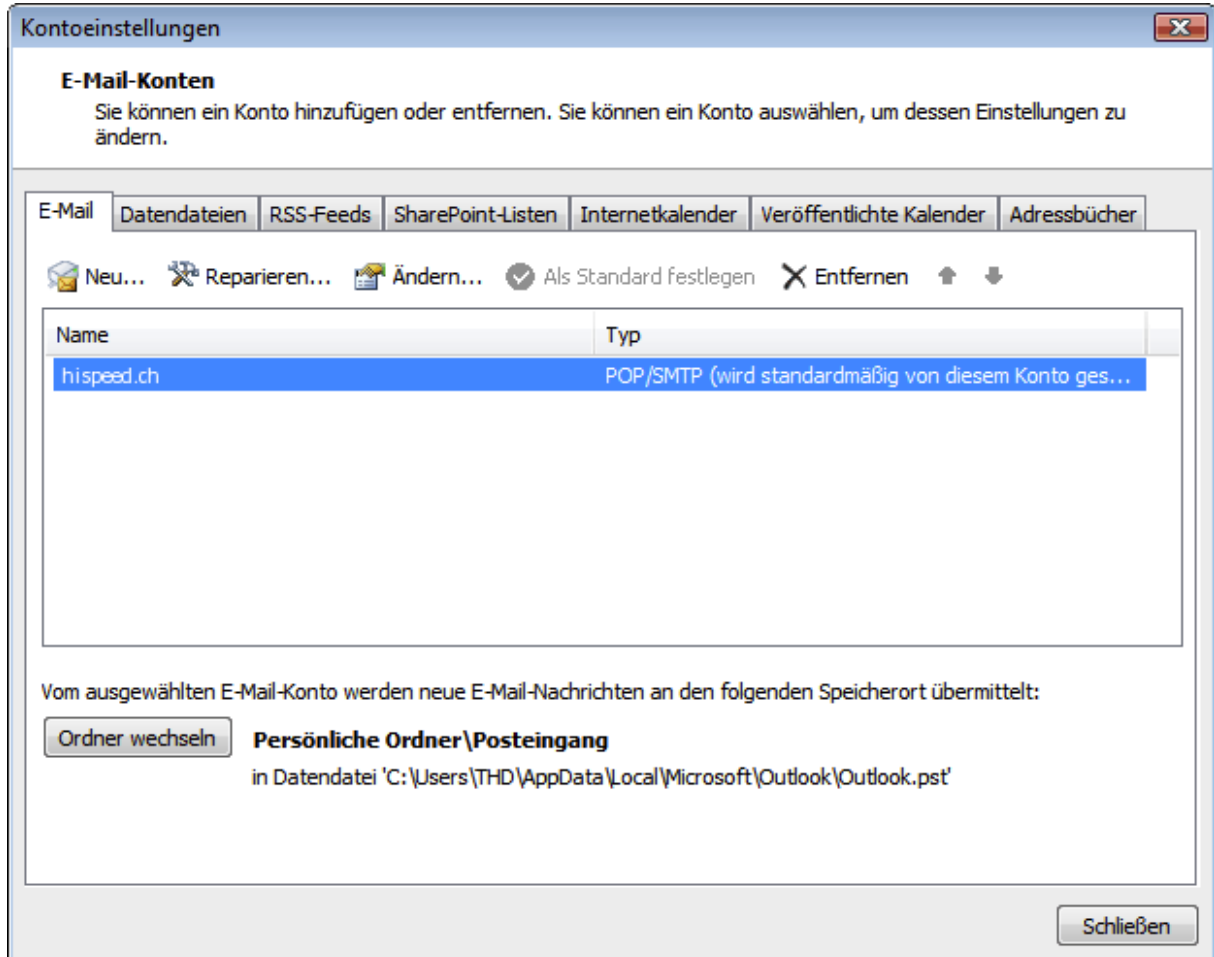 Kontoeinstellungen
E-Mail-Konten
Sie können ein Konto hinzufügen oder entfernen. Sie können ein Konto auswählen, um dessen Einstellungen zu
ändern.
E-Mail Datendateien RSS-Feeds SharePoint-Listen Internetkalender Veröffentlichte Kalender Adressbücher
Neu... Reparieren... Ändern... Als Standard festlegen Entfernen
Name Typ
hispeed.ch POP/SMTP (wird standardmäßig von diesem Konto ges...
Vom ausgewählten E-Mail-Konto werden neue E-Mail-Nachrichten an den folgenden Speicherort übermittelt:
Ordner wechseln Persönliche Ordner\Posteingang
in Datendatei 'C:\Users\THD\AppData\Local\Microsoft\Outlook\Outlook.pst'
Schließen